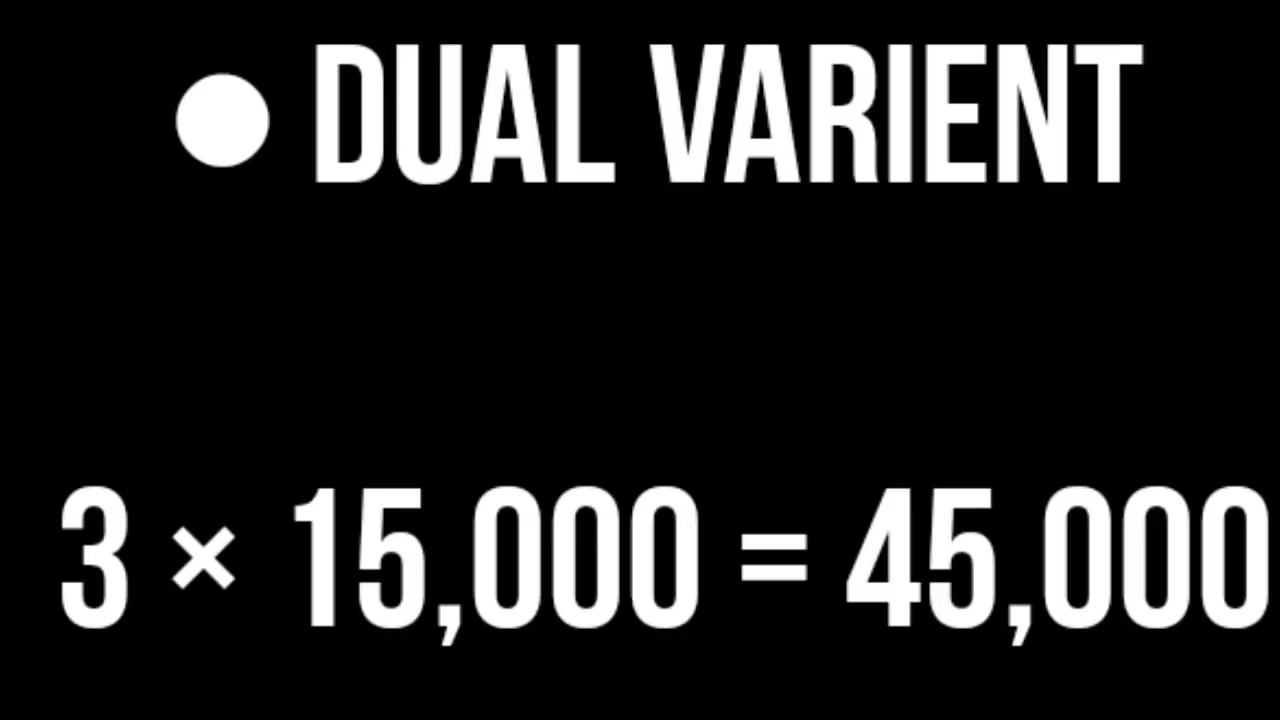 ● DUAL VARIENT
3 × 15,000 = 45,000